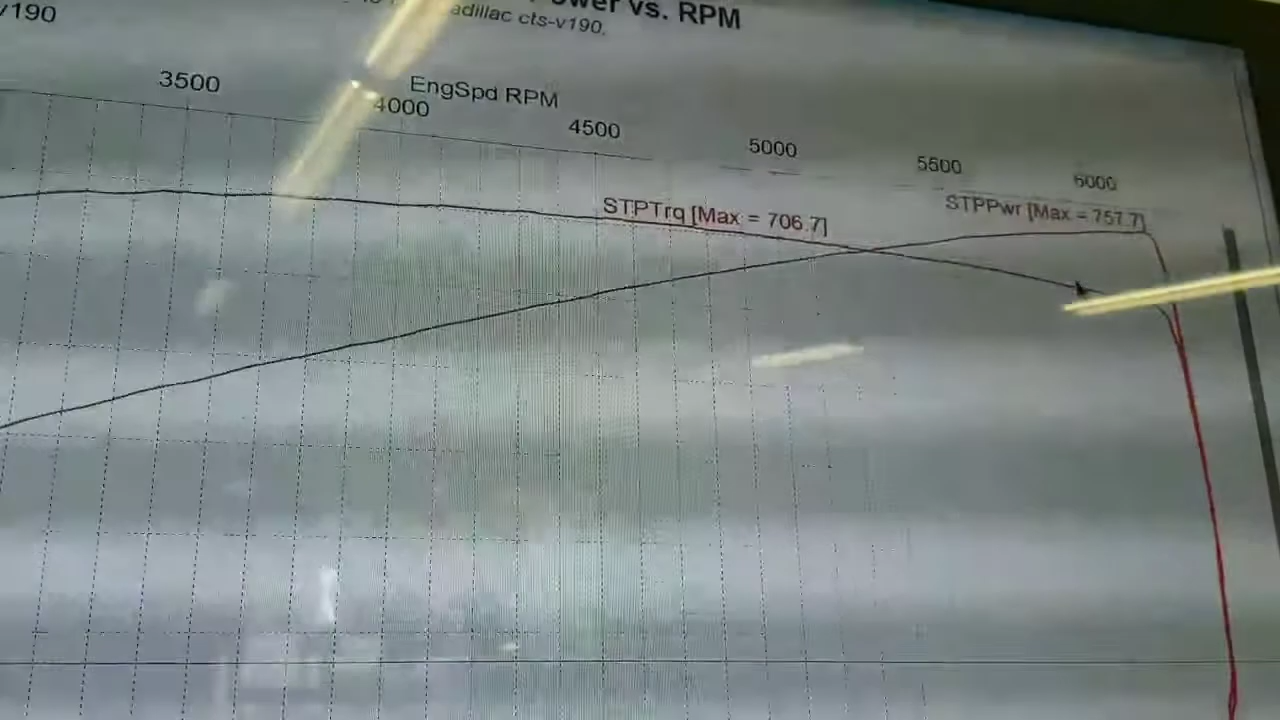 v190
ower vs. RPM
adillac cts-v190,
EngSpd RPM
3500
4000
4500
5000
5500
6000
STPTrq [Max = 706.7]
STPPwr [Max = 757.7]